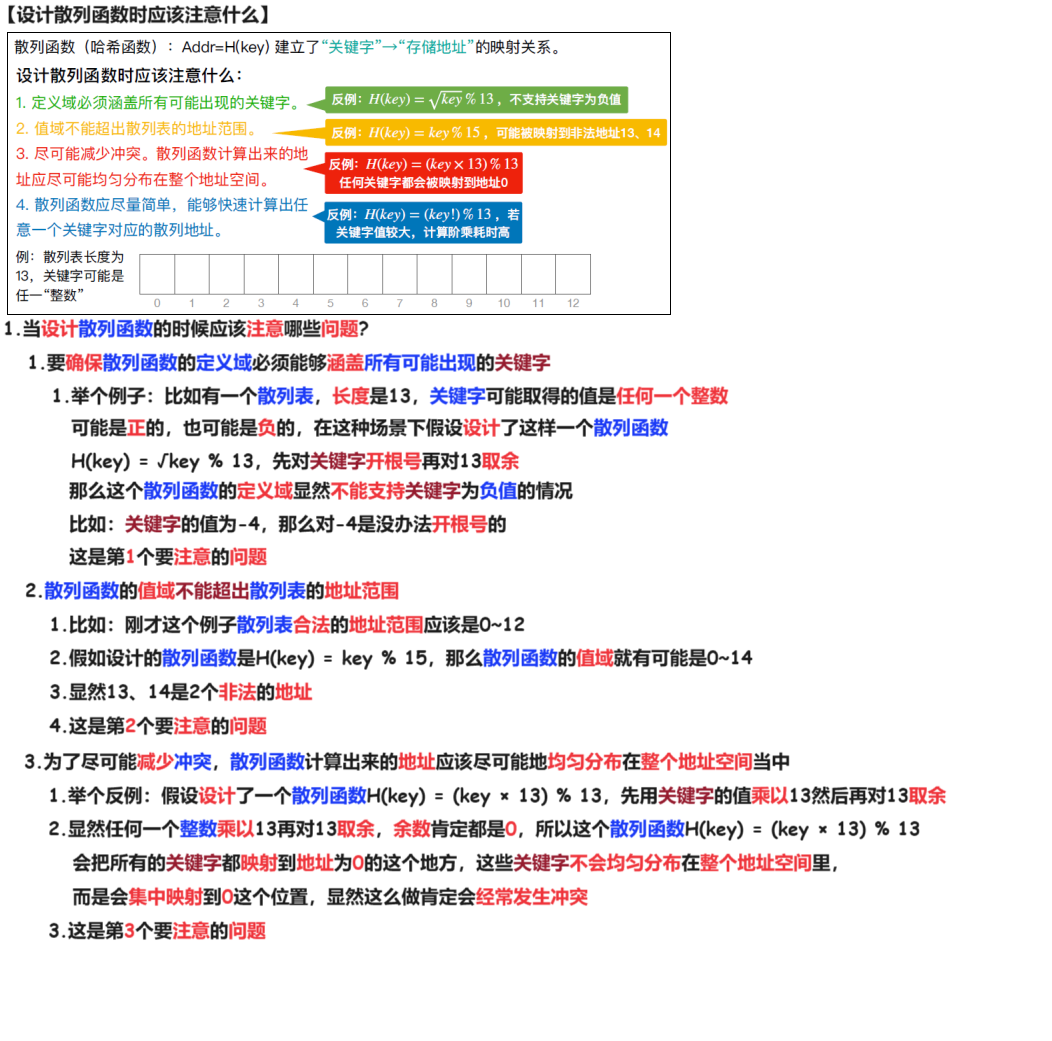 【设计散列函数时应该注意什么】
散列函数（哈希函数）：Addr=H(key) 建立了“关键字”→“存储地址”的映射关系。
设计散列函数时应该注意什么：
1. 定义域必须涵盖所有可能出现的关键字。
反例：H(key) = √key % 13，不支持关键字为负值
2. 值域不能超出散列表的地址范围。
反例：H(key) = key % 15，可能被映射到非法地址13、14
3. 尽可能减少冲突。散列函数计算出来的地
址应尽可能均匀分布在整个地址空间。
反例：H(key) = (key × 13) % 13
任何关键字都会被映射到地址0
4. 散列函数应尽量简单，能够快速计算出任
意一个关键字对应的散列地址。
反例：H(key) = (key!) % 13，若
关键字值较大，计算阶乘耗时高
例：散列表长度为
13，关键字可能是
任一“整数”
0 1 2 3 4 5 6 7 8 9 10 11 12
1.当设计散列函数的时候应该注意哪些问题?
1.要确保散列函数的定义域必须能够涵盖所有可能出现的关键字
1.举个例子：比如有一个散列表，长度是13，关键字可能取得的值是任何一个整数
可能是正的，也可能是负的，在这种场景下假设设计了这样一个散列函数
H(key) = √key % 13，先对关键字开根号再对13取余
那么这个散列函数的定义域显然不能支持关键字为负值的情况
比如：关键字的值为-4，那么对-4是没办法开根号的
这是第1个要注意的问题
2.散列函数的值域不能超出散列表的地址范围
1.比如：刚才这个例子散列表合法的地址范围应该是0~12
2.假如设计的散列函数是H(key) = key % 15，那么散列函数的值域就有可能是0~14
3.显然13、14是2个非法的地址
4.这是第2个要注意的问题
3.为了尽可能减少冲突，散列函数计算出来的地址应该尽可能地均匀分布在整个地址空间当中
1.举个反例：假设设计了一个散列函数H(key) = (key × 13) % 13，先用关键字的值乘以13然后再对13取余
2.显然任何一个整数乘以13再对13取余，余数肯定都是0，所以这个散列函数H(key) = (key × 13) % 13
会把所有的关键字都映射到地址为0的这个地方，这些关键字不会均匀分布在整个地址空间里，
而是会集中映射到0这个位置，显然这么做肯定会经常发生冲突
3.这是第3个要注意的问题